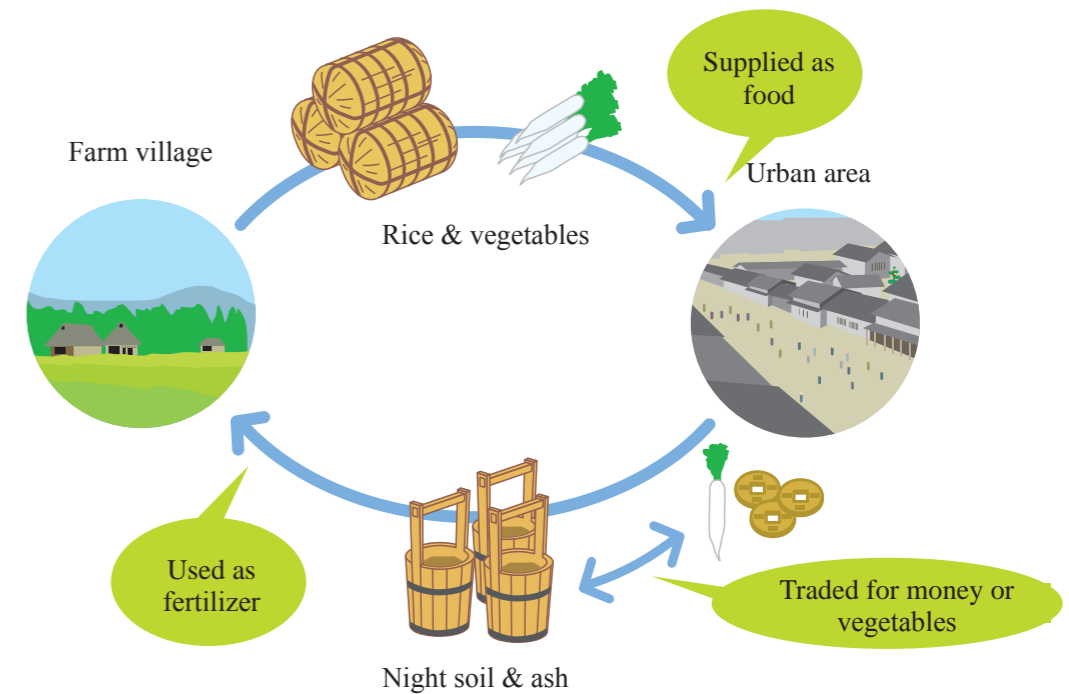 Supplied as
food
Farm village
Urban area
Rice & vegetables
Used as
fertilizer
Traded for money or
vegetables
Night soil & ash